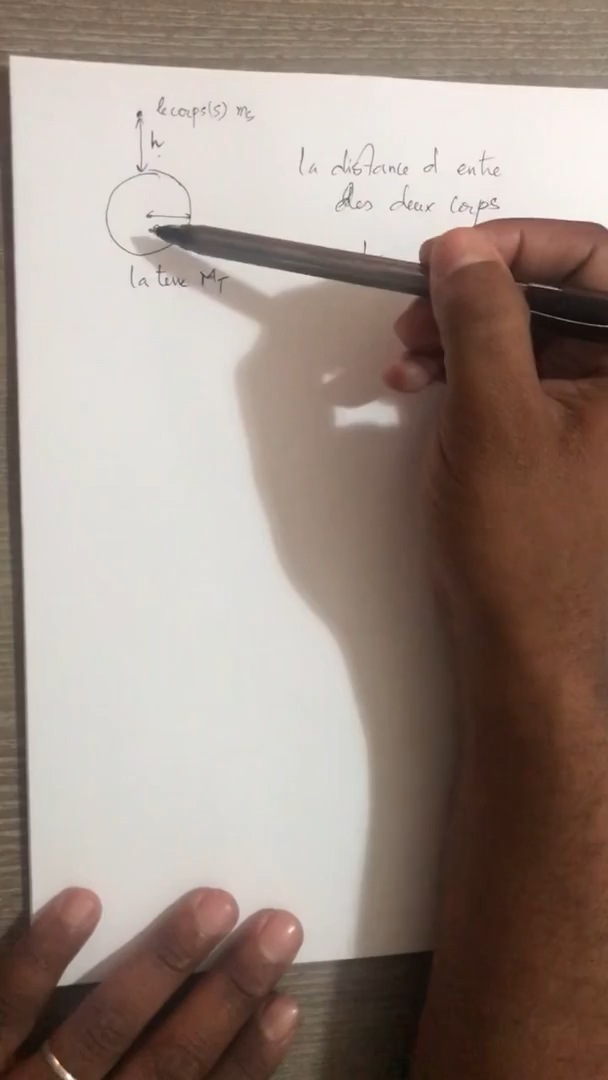 le corps(s) ms
h
la distance d entre
des deux corps
la terre MT